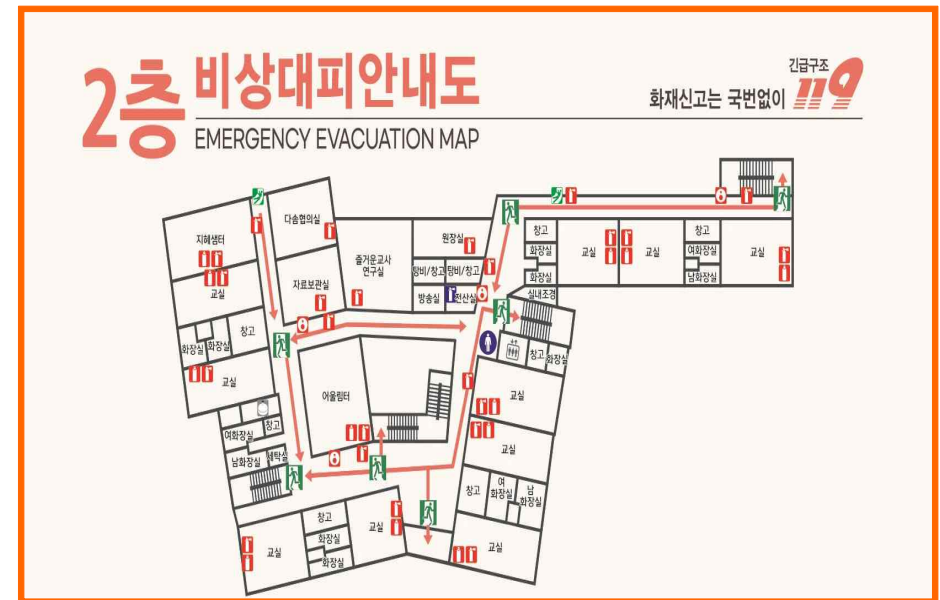 2층
비상대피안내도
EMERGENCY EVACUATION MAP
긴급구조
화재신고는 국번없이 119
지혜샘터
교실
화장실
화장실
창고
교실
다솜협의실
자료보관실
즐거운교사
연구실
원장실
탕비/창고
탕비/창고
방송실
전산실
창고
화장실
화장실
교실
교실
창고
여화장실
남화장실
교실
실내조경
창고
화장실
교실
교실
창고
여
화장실
남
화장실
교실
어울림터
창고
여화장실
남화장실
세탁실
교실
창고
화장실
화장실
교실